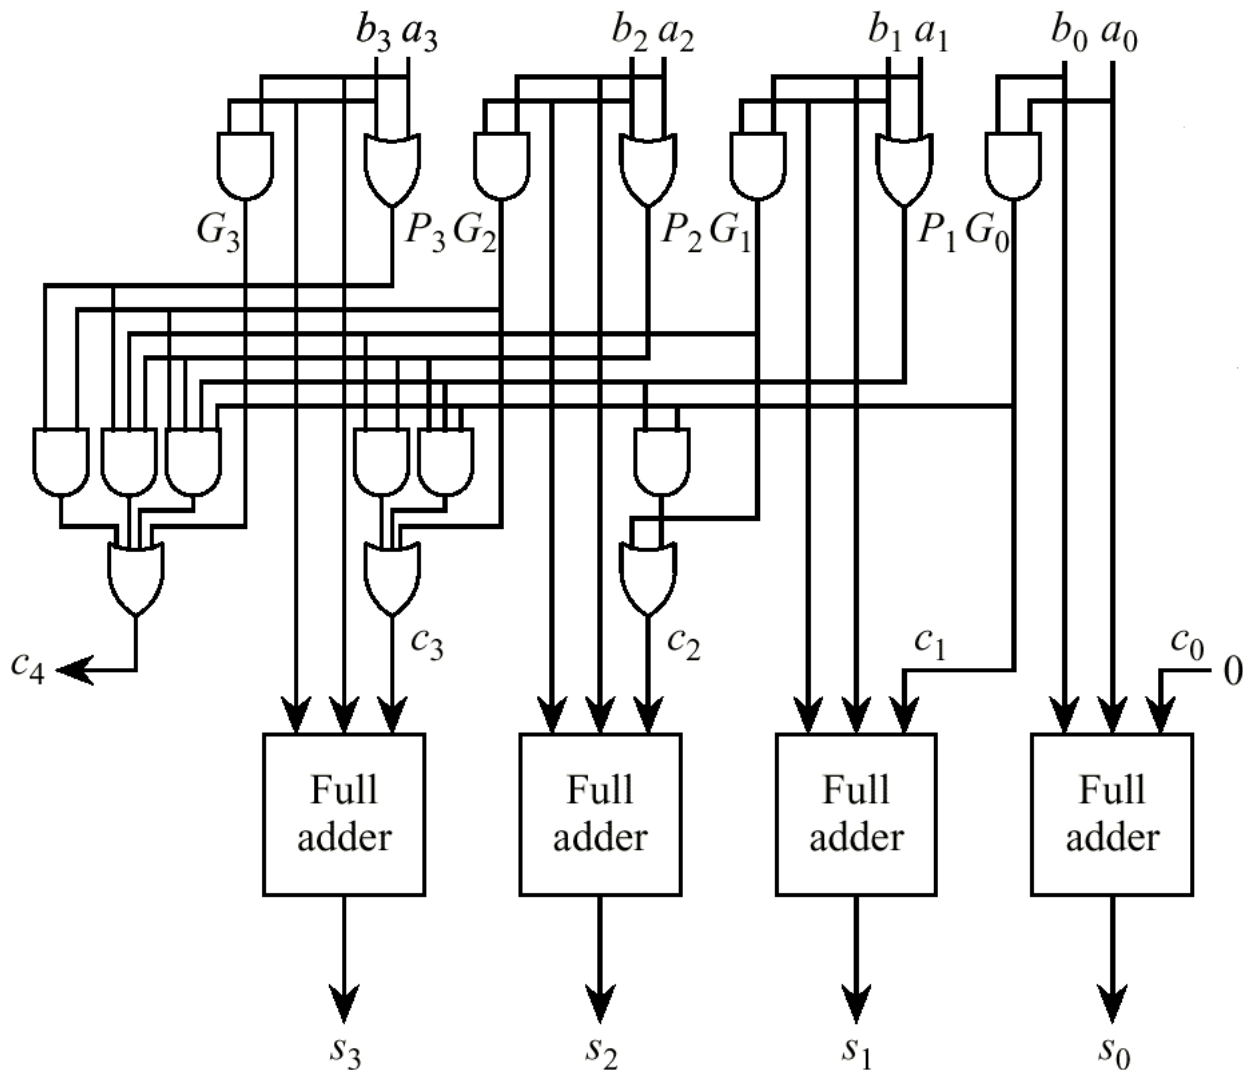 b₃ a₃ b₂ a₂ b₁ a₁ b₀ a₀
G₃ P₃ G₂ P₂ G₁ P₁ G₀
c₄ c₃ c₂ c₁ c₀ 0
Full Full Full Full
adder adder adder adder
s₃ s₂ s₁ s₀